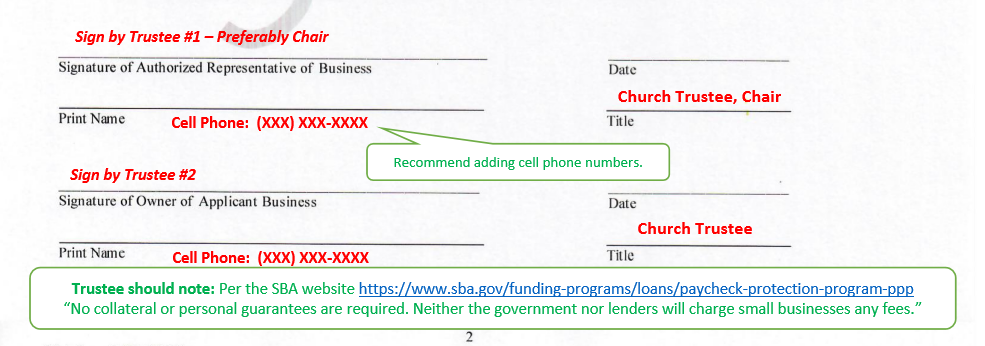 Sign by Trustee #1 – Preferably Chair
Signature of Authorized Representative of Business
Date
Church Trustee, Chair
Print Name
Cell Phone: (XXX) XXX-XXXX
Title
Recommend adding cell phone numbers.
Sign by Trustee #2
Signature of Owner of Applicant Business
Date
Church Trustee
Print Name
Cell Phone: (XXX) XXX-XXXX
Title
Trustee should note: Per the SBA website https://www.sba.gov/funding-programs/loans/paycheck-protection-program-ppp
“No collateral or personal guarantees are required. Neither the government nor lenders will charge small businesses any fees.”
2